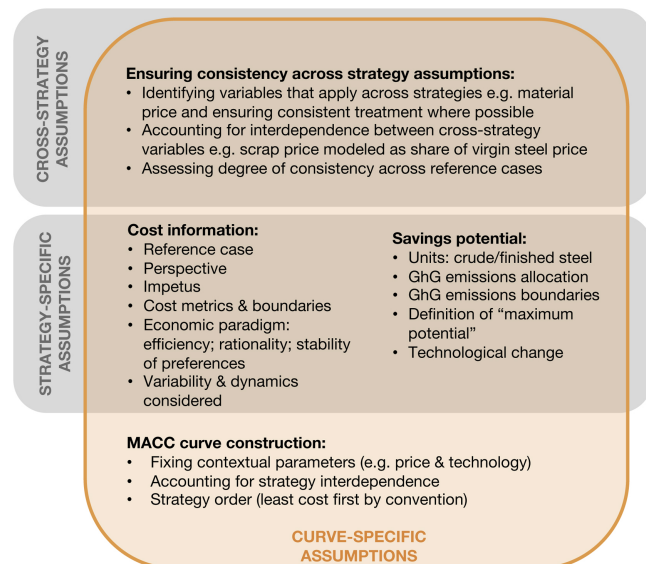 CROSS-STRATEGY
ASSUMPTIONS
Ensuring consistency across strategy assumptions:
• Identifying variables that apply across strategies e.g. material
price and ensuring consistent treatment where possible
• Accounting for interdependence between cross-strategy
variables e.g. scrap price modeled as share of virgin steel price
• Assessing degree of consistency across reference cases
STRATEGY-SPECIFIC
ASSUMPTIONS
Cost information:
• Reference case
• Perspective
• Impetus
• Cost metrics & boundaries
• Economic paradigm:
efficiency; rationality; stability
of preferences
• Variability & dynamics
considered
Savings potential:
• Units: crude/finished steel
• GhG emissions allocation
• GhG emissions boundaries
• Definition of “maximum
potential”
• Technological change
MACC curve construction:
• Fixing contextual parameters (e.g. price & technology)
• Accounting for strategy interdependence
• Strategy order (least cost first by convention)
CURVE-SPECIFIC
ASSUMPTIONS